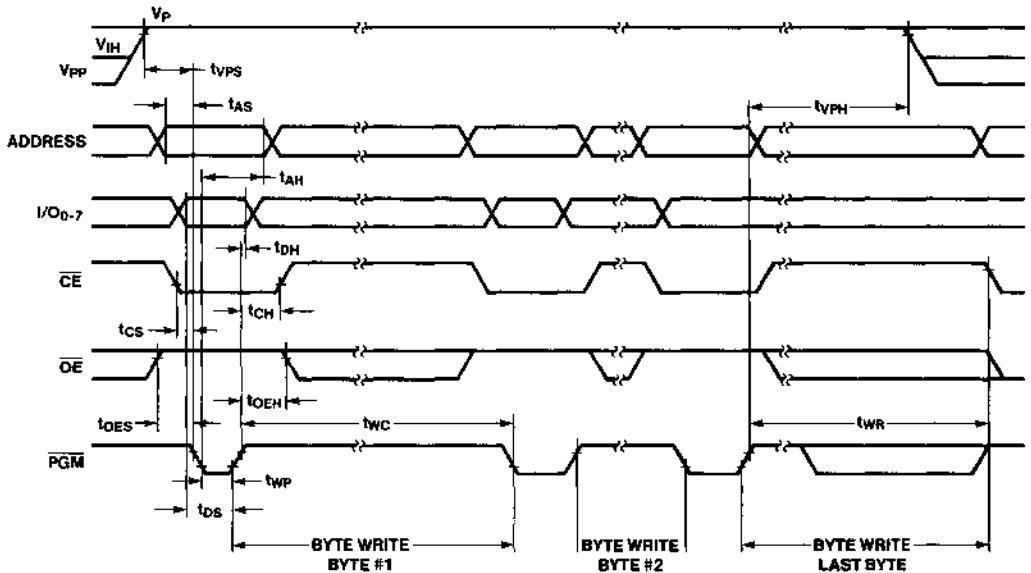 VP
VIH
VPP
tVPS
tVPH
tAS
ADDRESS
tAH
I/O0-7
tDH
CE
tCH
tCS
OE
tOEH
tOES
tWC
tWR
PGM
tWP
tDS
BYTE WRITE
BYTE #1
BYTE WRITE
BYTE #2
BYTE WRITE
LAST BYTE